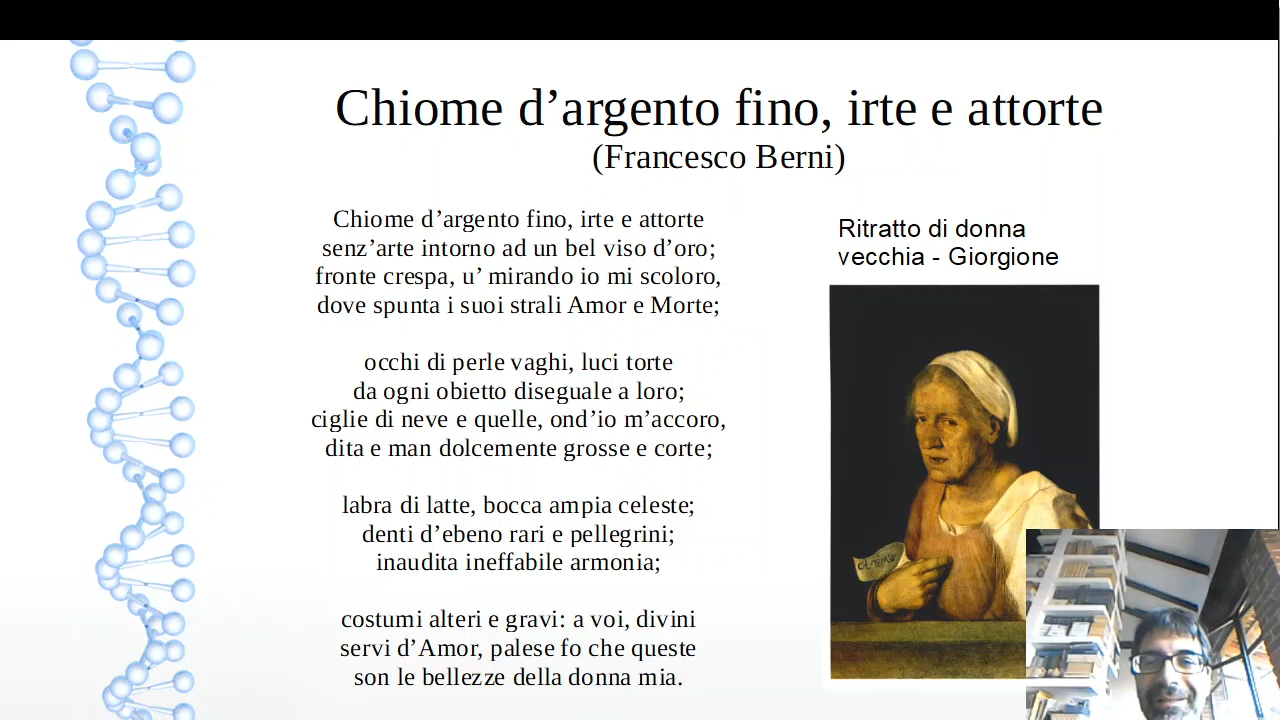 Chiome d’argento fino, irte e attorte
(Francesco Berni)
Chiome d’argento fino, irte e attorte
senz’arte intorno ad un bel viso d’oro;
fronte crespa, u’ mirando io mi scoloro,
dove spunta i suoi strali Amor e Morte;
occhi di perle vaghi, luci torte
da ogni obietto diseguale a loro;
ciglie di neve e quelle, ond’io m’accoro,
dita e man dolcemente grosse e corte;
labra di latte, bocca ampia celeste;
denti d’ebeno rari e pellegrini;
inaudita ineffabile armonia;
costumi alteri e gravi: a voi, divini
servi d’Amor, palese fo che queste
son le bellezze della donna mia.
Ritratto di donna
vecchia - Giorgione